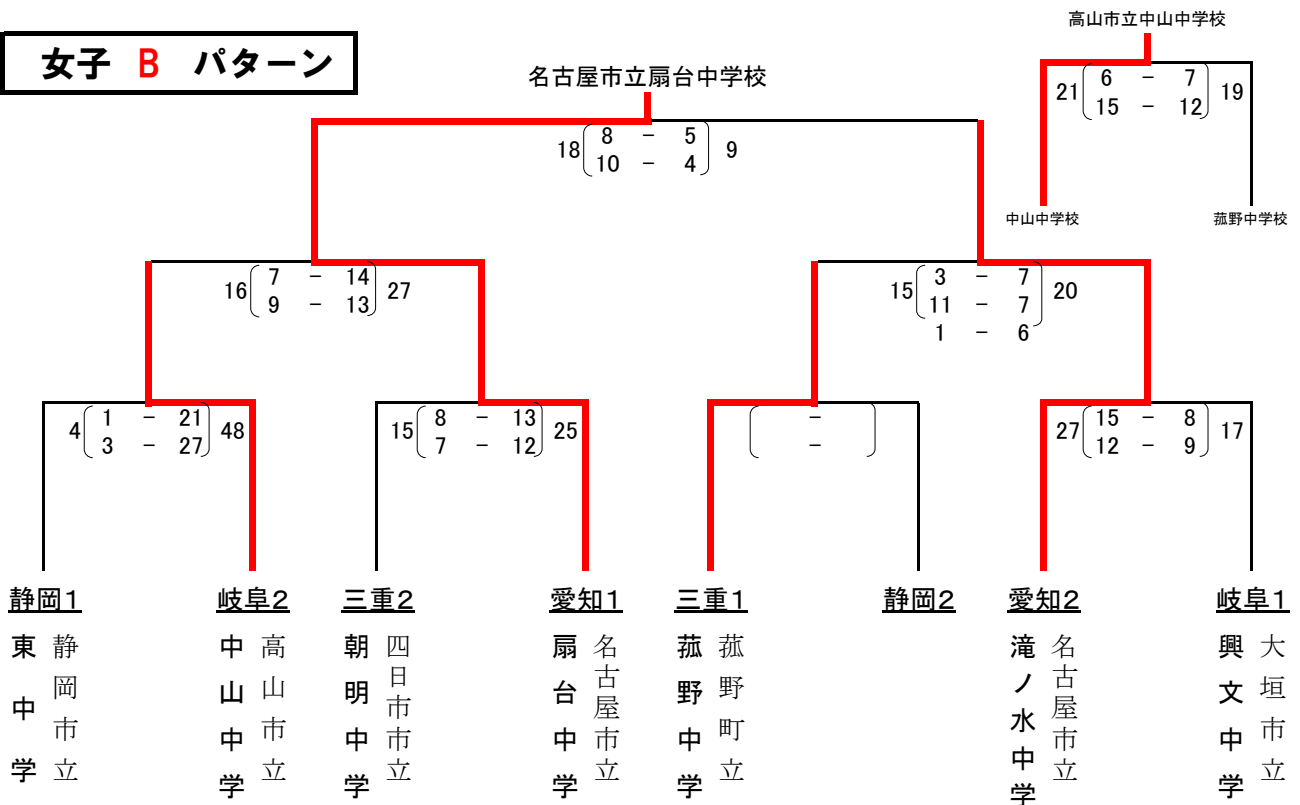 女子 B パターン
高山市立中山中学校
21 6 － 7 19
15 － 12
中山中学校 菰野中学校
名古屋市立扇台中学校
18 8 － 5 9
10 － 4
16 7 － 14 27
9 － 13
15 3 － 7 20
11 － 7
1 － 6
4 1 － 21 48
3 － 27
15 8 － 13 25
7 － 12
－
－
27 15 － 8 17
12 － 9
静岡1 岐阜2 三重2 愛知1 三重1 静岡2 愛知2 岐阜1
静岡市立
東中学
高山市立
中山中学
四日市市立
朝明中学
名古屋市立
扇台中学
菰野町立
菰野中学
名古屋市立
滝ノ水中学
大垣市立
興文中学